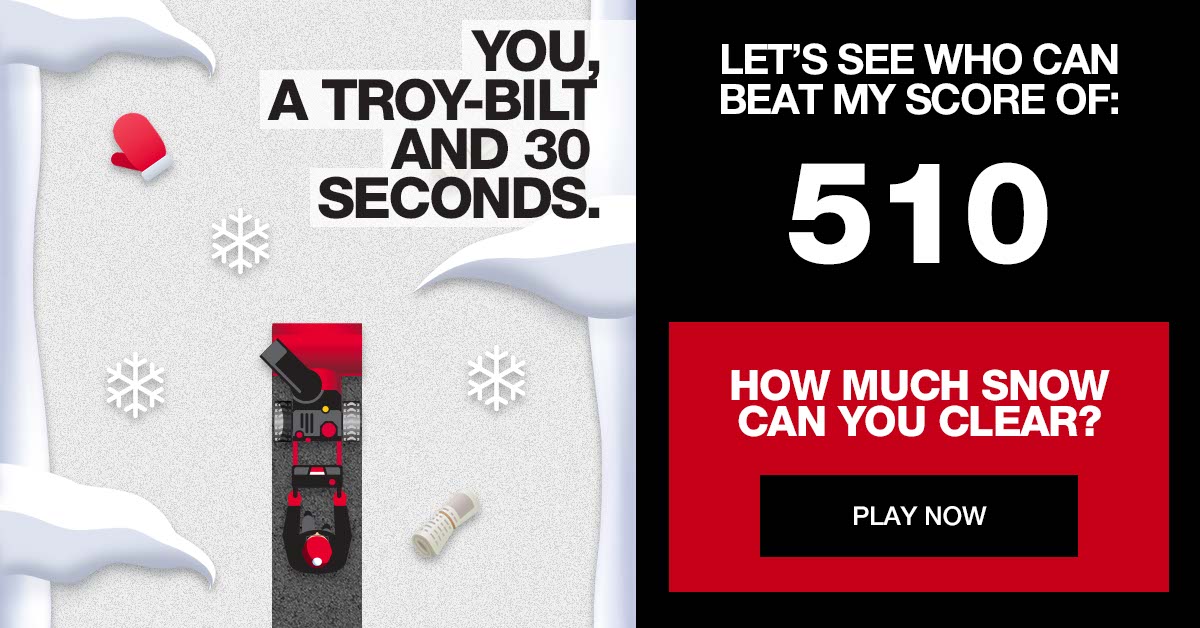 YOU,
A TROY-BILT
AND 30
SECONDS.
LET’S SEE WHO CAN
BEAT MY SCORE OF:
510
HOW MUCH SNOW
CAN YOU CLEAR?
PLAY NOW